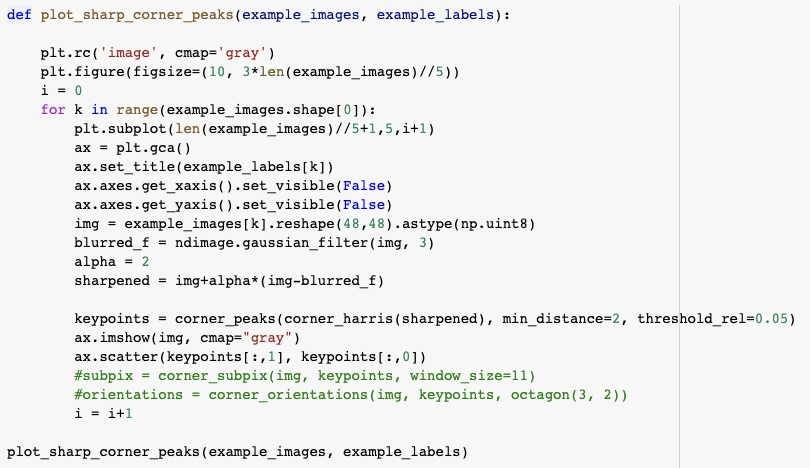 def plot_sharp_corner_peaks(example_images, example_labels):
    plt.rc('image', cmap='gray')
    plt.figure(figsize=(10, 3*len(example_images)//5))
    i = 0
    for k in range(example_images.shape[0]):
        plt.subplot(len(example_images)//5+1,5,i+1)
        ax = plt.gca()
        ax.set_title(example_labels[k])
        ax.axes.get_xaxis().set_visible(False)
        ax.axes.get_yaxis().set_visible(False)
        img = example_images[k].reshape(48,48).astype(np.uint8)
        blurred_f = ndimage.gaussian_filter(img, 3)
        alpha = 2
        sharpened = img+alpha*(img-blurred_f)
        keypoints = corner_peaks(corner_harris(sharpened), min_distance=2, threshold_rel=0.05)
        ax.imshow(img, cmap="gray")
        ax.scatter(keypoints[:,1], keypoints[:,0])
        #subpix = corner_subpix(img, keypoints, window_size=11)
        #orientations = corner_orientations(img, keypoints, octagon(3, 2))
        i = i+1
plot_sharp_corner_peaks(example_images, example_labels)